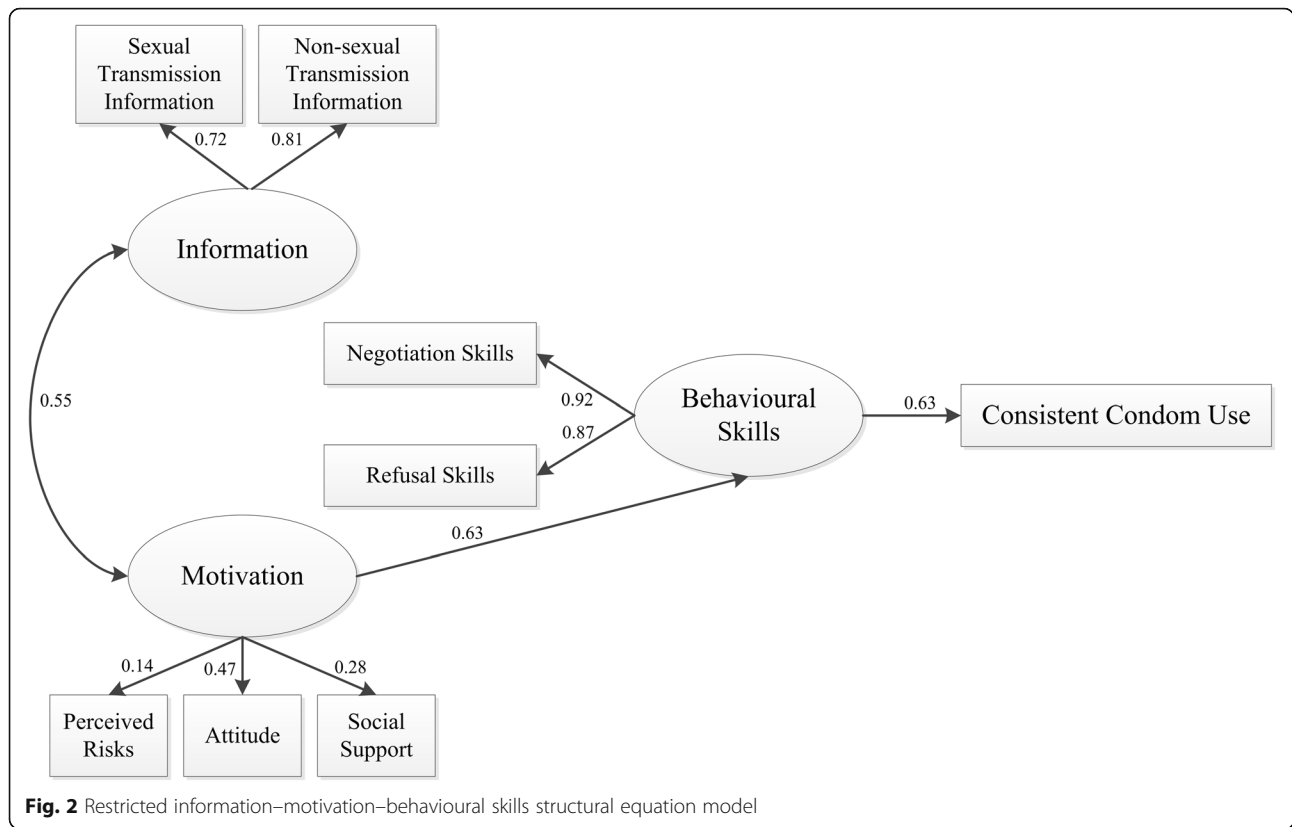 Sexual
Transmission
Information
Non-sexual
Transmission
Information
0.72
0.81
Information
0.55
Negotiation Skills
0.92
Behavioural
Skills
0.63
Consistent Condom Use
0.87
Refusal Skills
0.63
Motivation
0.14
0.47
0.28
Perceived
Risks
Attitude
Social
Support
Fig. 2 Restricted information–motivation–behavioural skills structural equation model